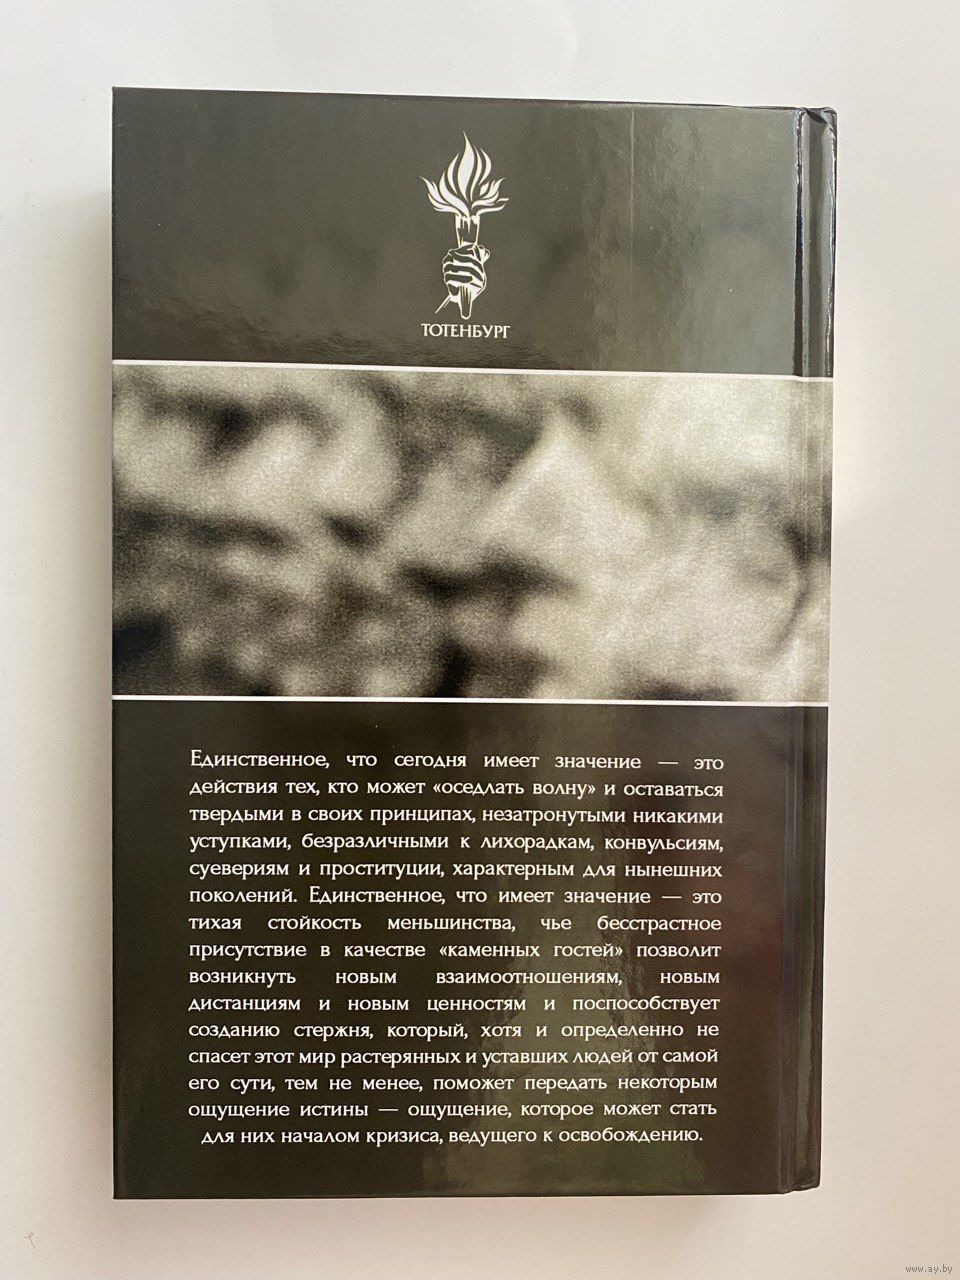 ТОТЕНБУРГ
Единственное, что сегодня имеет значение — это
действия тех, кто может «оседлать волну» и оставаться
твердыми в своих принципах, незатронутыми никакими
уступками, безразличными к лихорадкам, конвульсиям,
суевериям и проституции, характерным для нынешних
поколений. Единственное, что имеет значение — это
тихая стойкость меньшинства, чье бесстрастное
присутствие в качестве «каменных гостей» позволит
возникнуть новым взаимоотношениям, новым
дистанциям и новым ценностям и поспособствует
созданию стержня, который, хотя и определенно не
спасет этот мир растерянных и уставших людей от самой
его сути, тем не менее, поможет передать некоторым
ощущение истины — ощущение, которое может стать
для них началом кризиса, ведущего к освобождению.
www.ay.by